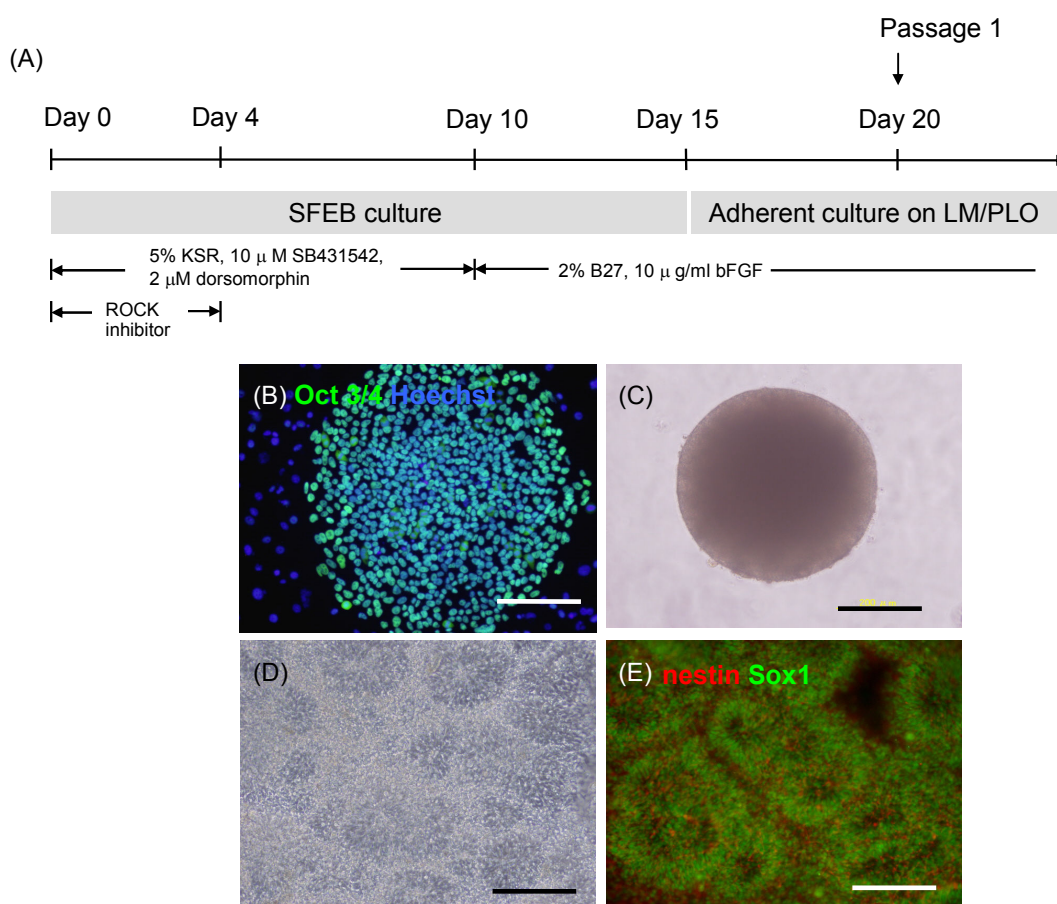 Passage 1
(A)
Day 0 Day 4 Day 10 Day 15 Day 20
SFEB culture Adherent culture on LM/PLO
5% KSR, 10 μ M SB431542,
2 μM dorsomorphin
2% B27, 10 μ g/ml bFGF
ROCK
inhibitor
(B) Oct 3/4 Hoechst
(C)
(D)
(E) nestin Sox1